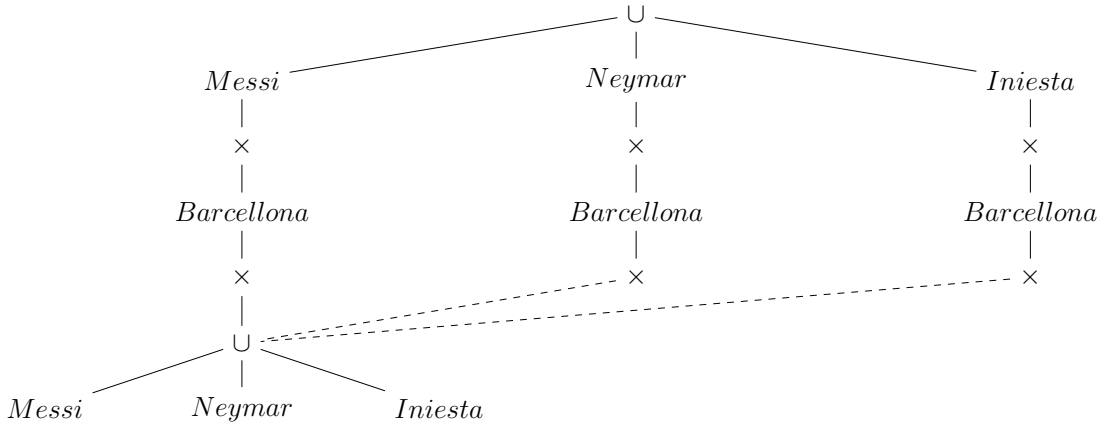 ∪
Messi Neymar Iniesta
× × ×
Barcellona Barcellona Barcellona
× × ×
∪
Messi Neymar Iniesta